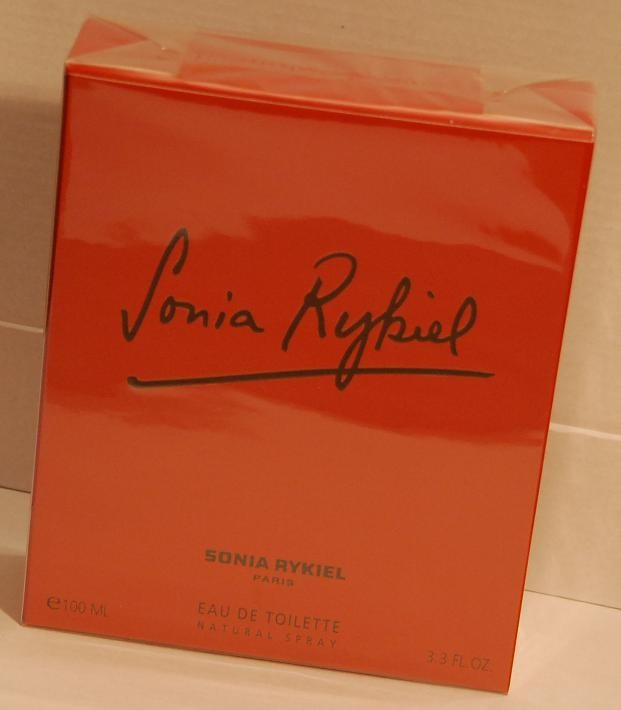 Sonia Rykiel
SONIA RYKIEL
PARIS
℮100 ML
EAU DE TOILETTE
NATURAL SPRAY
3.3 FL.OZ.